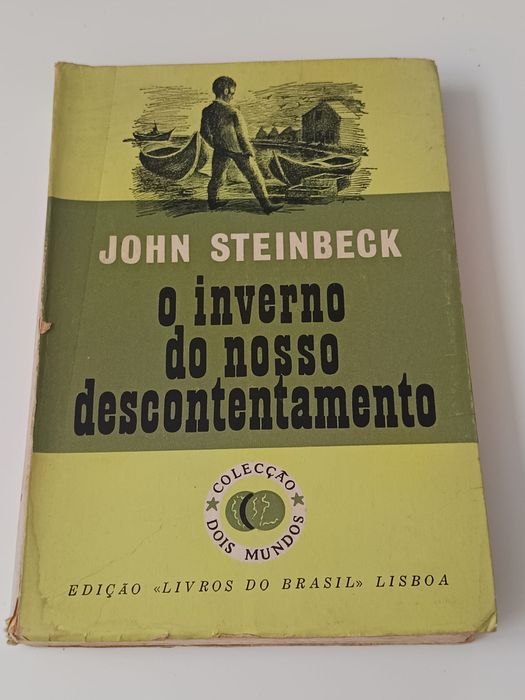 JOHN STEINBECK
o inverno
do nosso
descontentamento
COLECÇÃO
DOIS MUNDOS
EDIÇÃO «LIVROS DO BRASIL» LISBOA